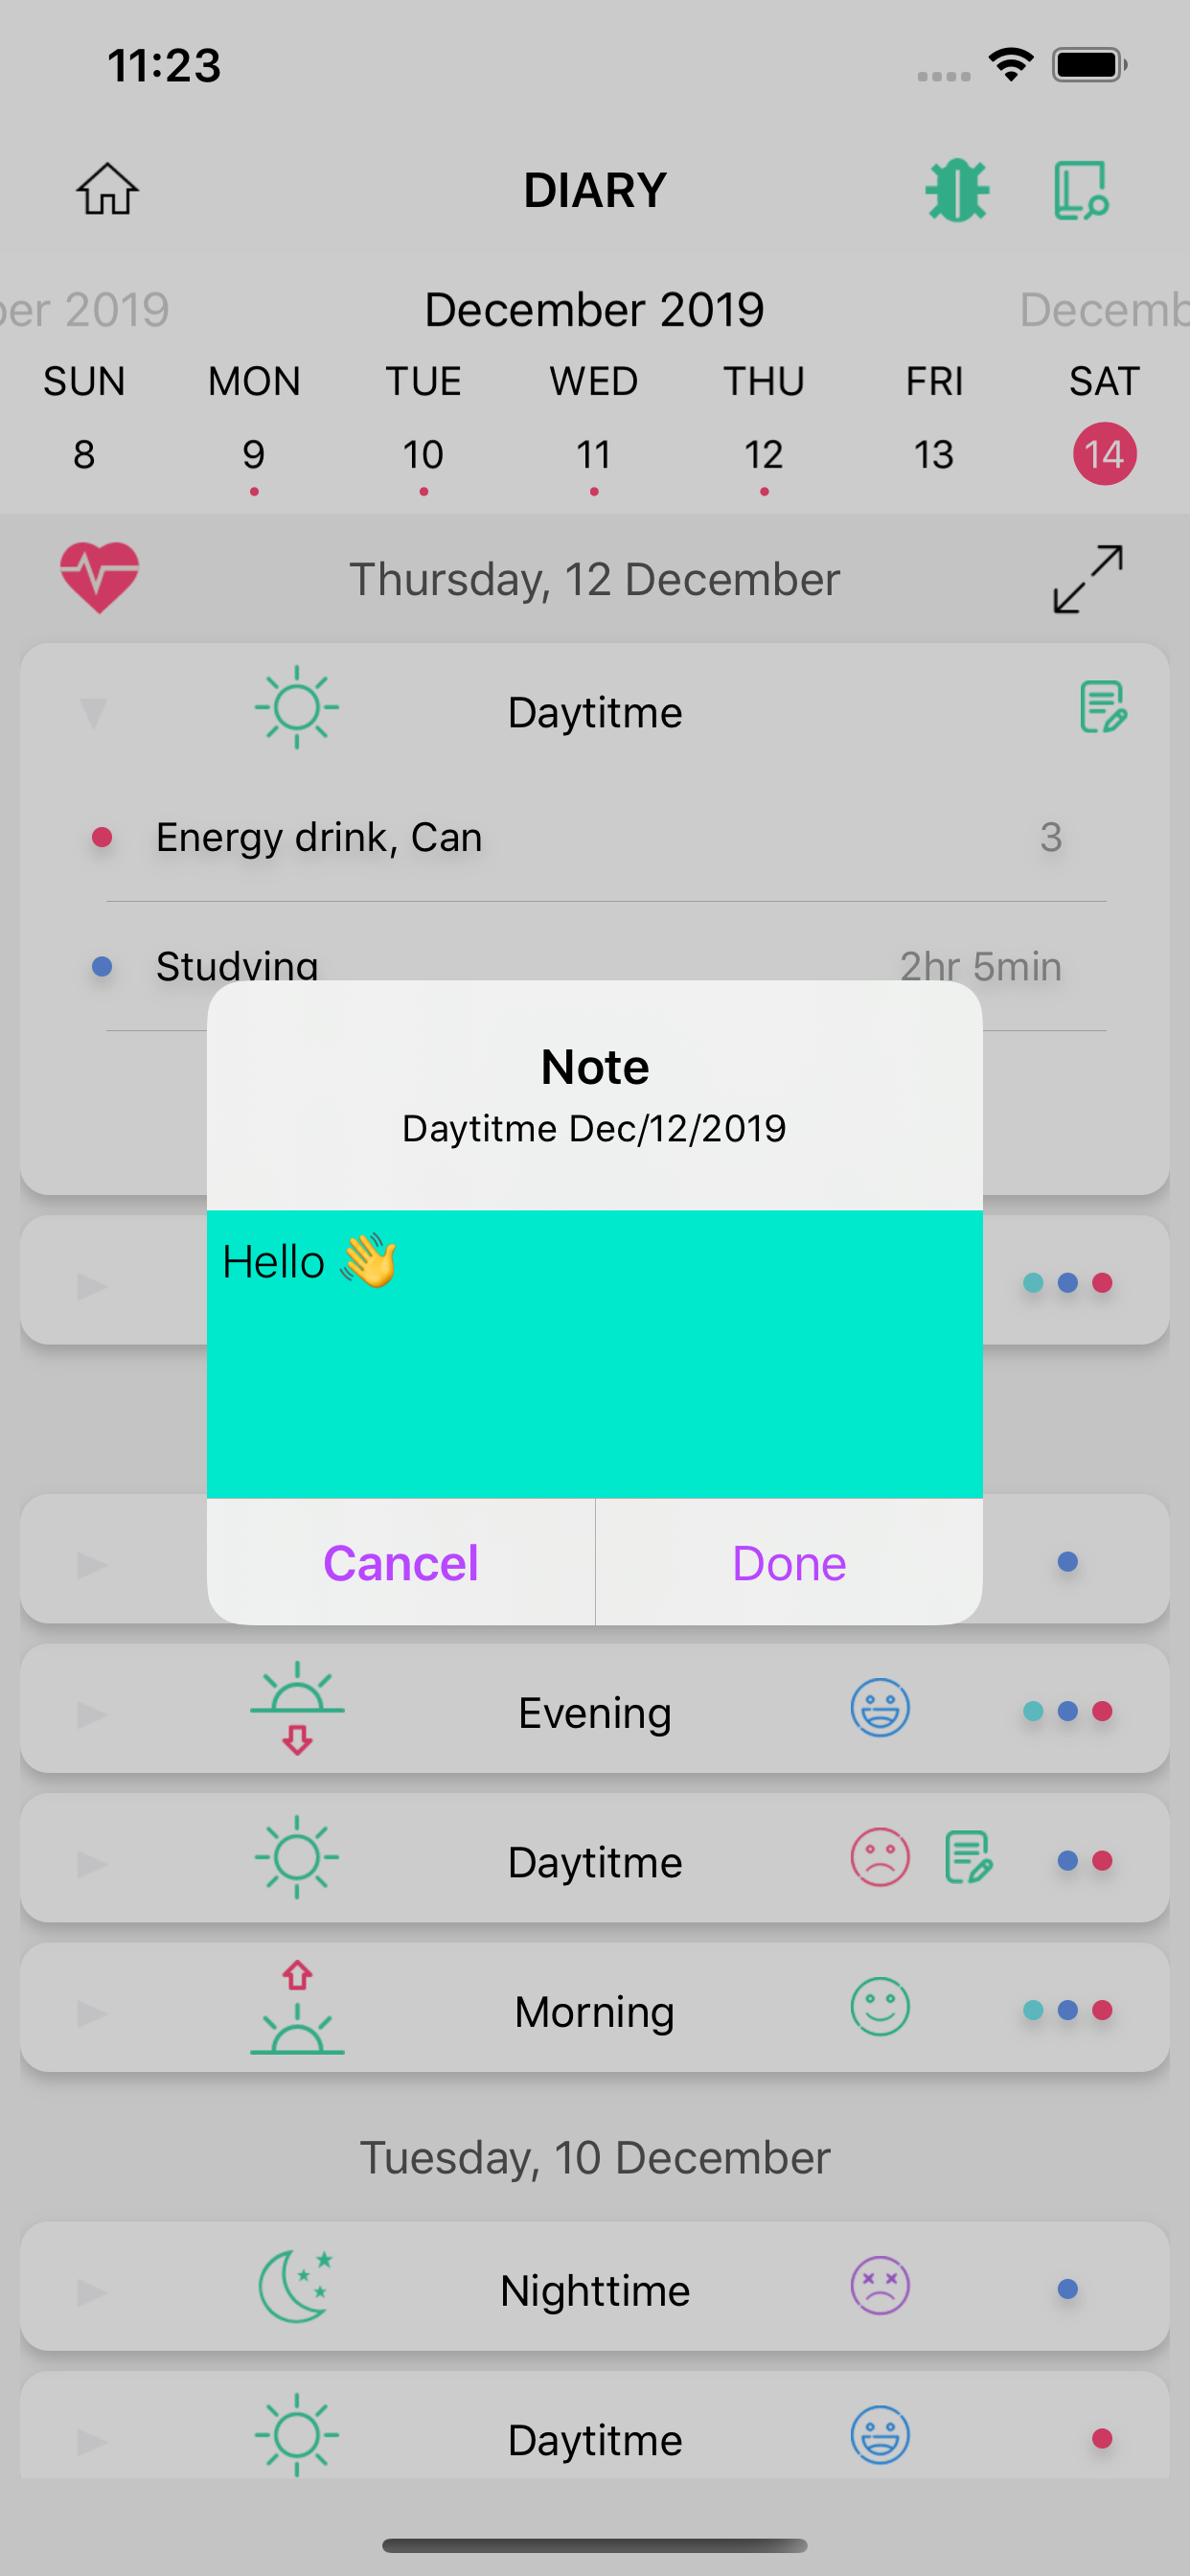 11:23
DIARY
ber 2019 December 2019 Decemb
SUN MON TUE WED THU FRI SAT
8 9 10 11 12 13 14
Thursday, 12 December
Daytitme
Energy drink, Can 3
Studying 2hr 5min
Note
Daytitme Dec/12/2019
Hello 👋
Cancel Done
Evening
Daytitme
Morning
Tuesday, 10 December
Nighttime
Daytitme